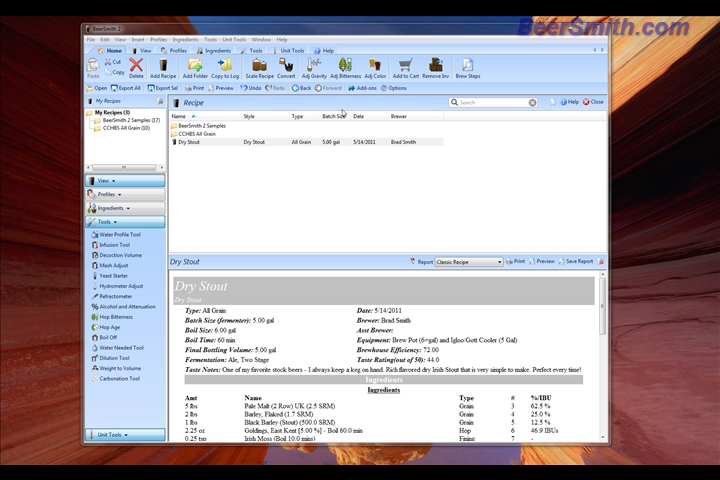 BeerSmith.com
BeerSmith 2
File Edit View Insert Profiles Ingredients Tools Unit Tools Window Help
Home View Profiles Ingredients Tools Unit Tools Help
Paste Cut Copy Delete Add Recipe Add Folder Copy to Log Scale Recipe Convert Adj Gravity Adj Bitterness Adj Color Add to Cart Remove Inv Brew Steps
Open Export All Export Sel Print Preview Undo Redo Back Forward Add-ons Options
My Recipes
Recipe
Search
Help Close
My Recipes (3)
BeerSmith 2 Samples (17)
CCHBS All Grain (10)
Name Style Type Batch Size Date Brewer
BeerSmith 2 Samples
CCHBS All Grain
Dry Stout Dry Stout All Grain 5.00 gal 5/14/2011 Brad Smith
View
Profiles
Ingredients
Tools
Water Profile Tool
Infusion Tool
Decoction Volume
Mash Adjust
Yeast Starter
Hydrometer Adjust
Refractometer
Alcohol and Attenuation
Hop Bitterness
Hop Age
Boil Off
Water Needed Tool
Dilution Tool
Weight to Volume
Carbonation Tool
Unit Tools
Dry Stout
Report Classic Recipe Print Preview Save Report
Dry Stout
Dry Stout
Type: All Grain Date: 5/14/2011
Batch Size (fermenter): 5.00 gal Brewer: Brad Smith
Boil Size: 6.00 gal Asst Brewer:
Boil Time: 60 min Equipment: Brew Pot (6+gal) and Igloo/Gott Cooler (5 Gal)
Final Bottling Volume: 5.00 gal Brewhouse Efficiency: 72.00
Fermentation: Ale, Two Stage Taste Rating(out of 50): 44.0
Taste Notes: One of my favorite stock beers - I always keep a keg on hand. Rich flavored dry Irish Stout that is very simple to make. Perfect every time!
Ingredients
Ingredients
Amt Name Type # %/IBU
5 lbs Pale Malt (2 Row) UK (2.5 SRM) Grain 3 62.5 %
2 lbs Barley, Flaked (1.7 SRM) Grain 4 25.0 %
1 lbs Black Barley (Stout) (500.0 SRM) Grain 5 12.5 %
2.25 oz Goldings, East Kent [5.00 %] - Boil 60.0 min Hop 6 46.9 IBUs
0.25 tsp Irish Moss (Boil 10.0 mins) Fining 7 -